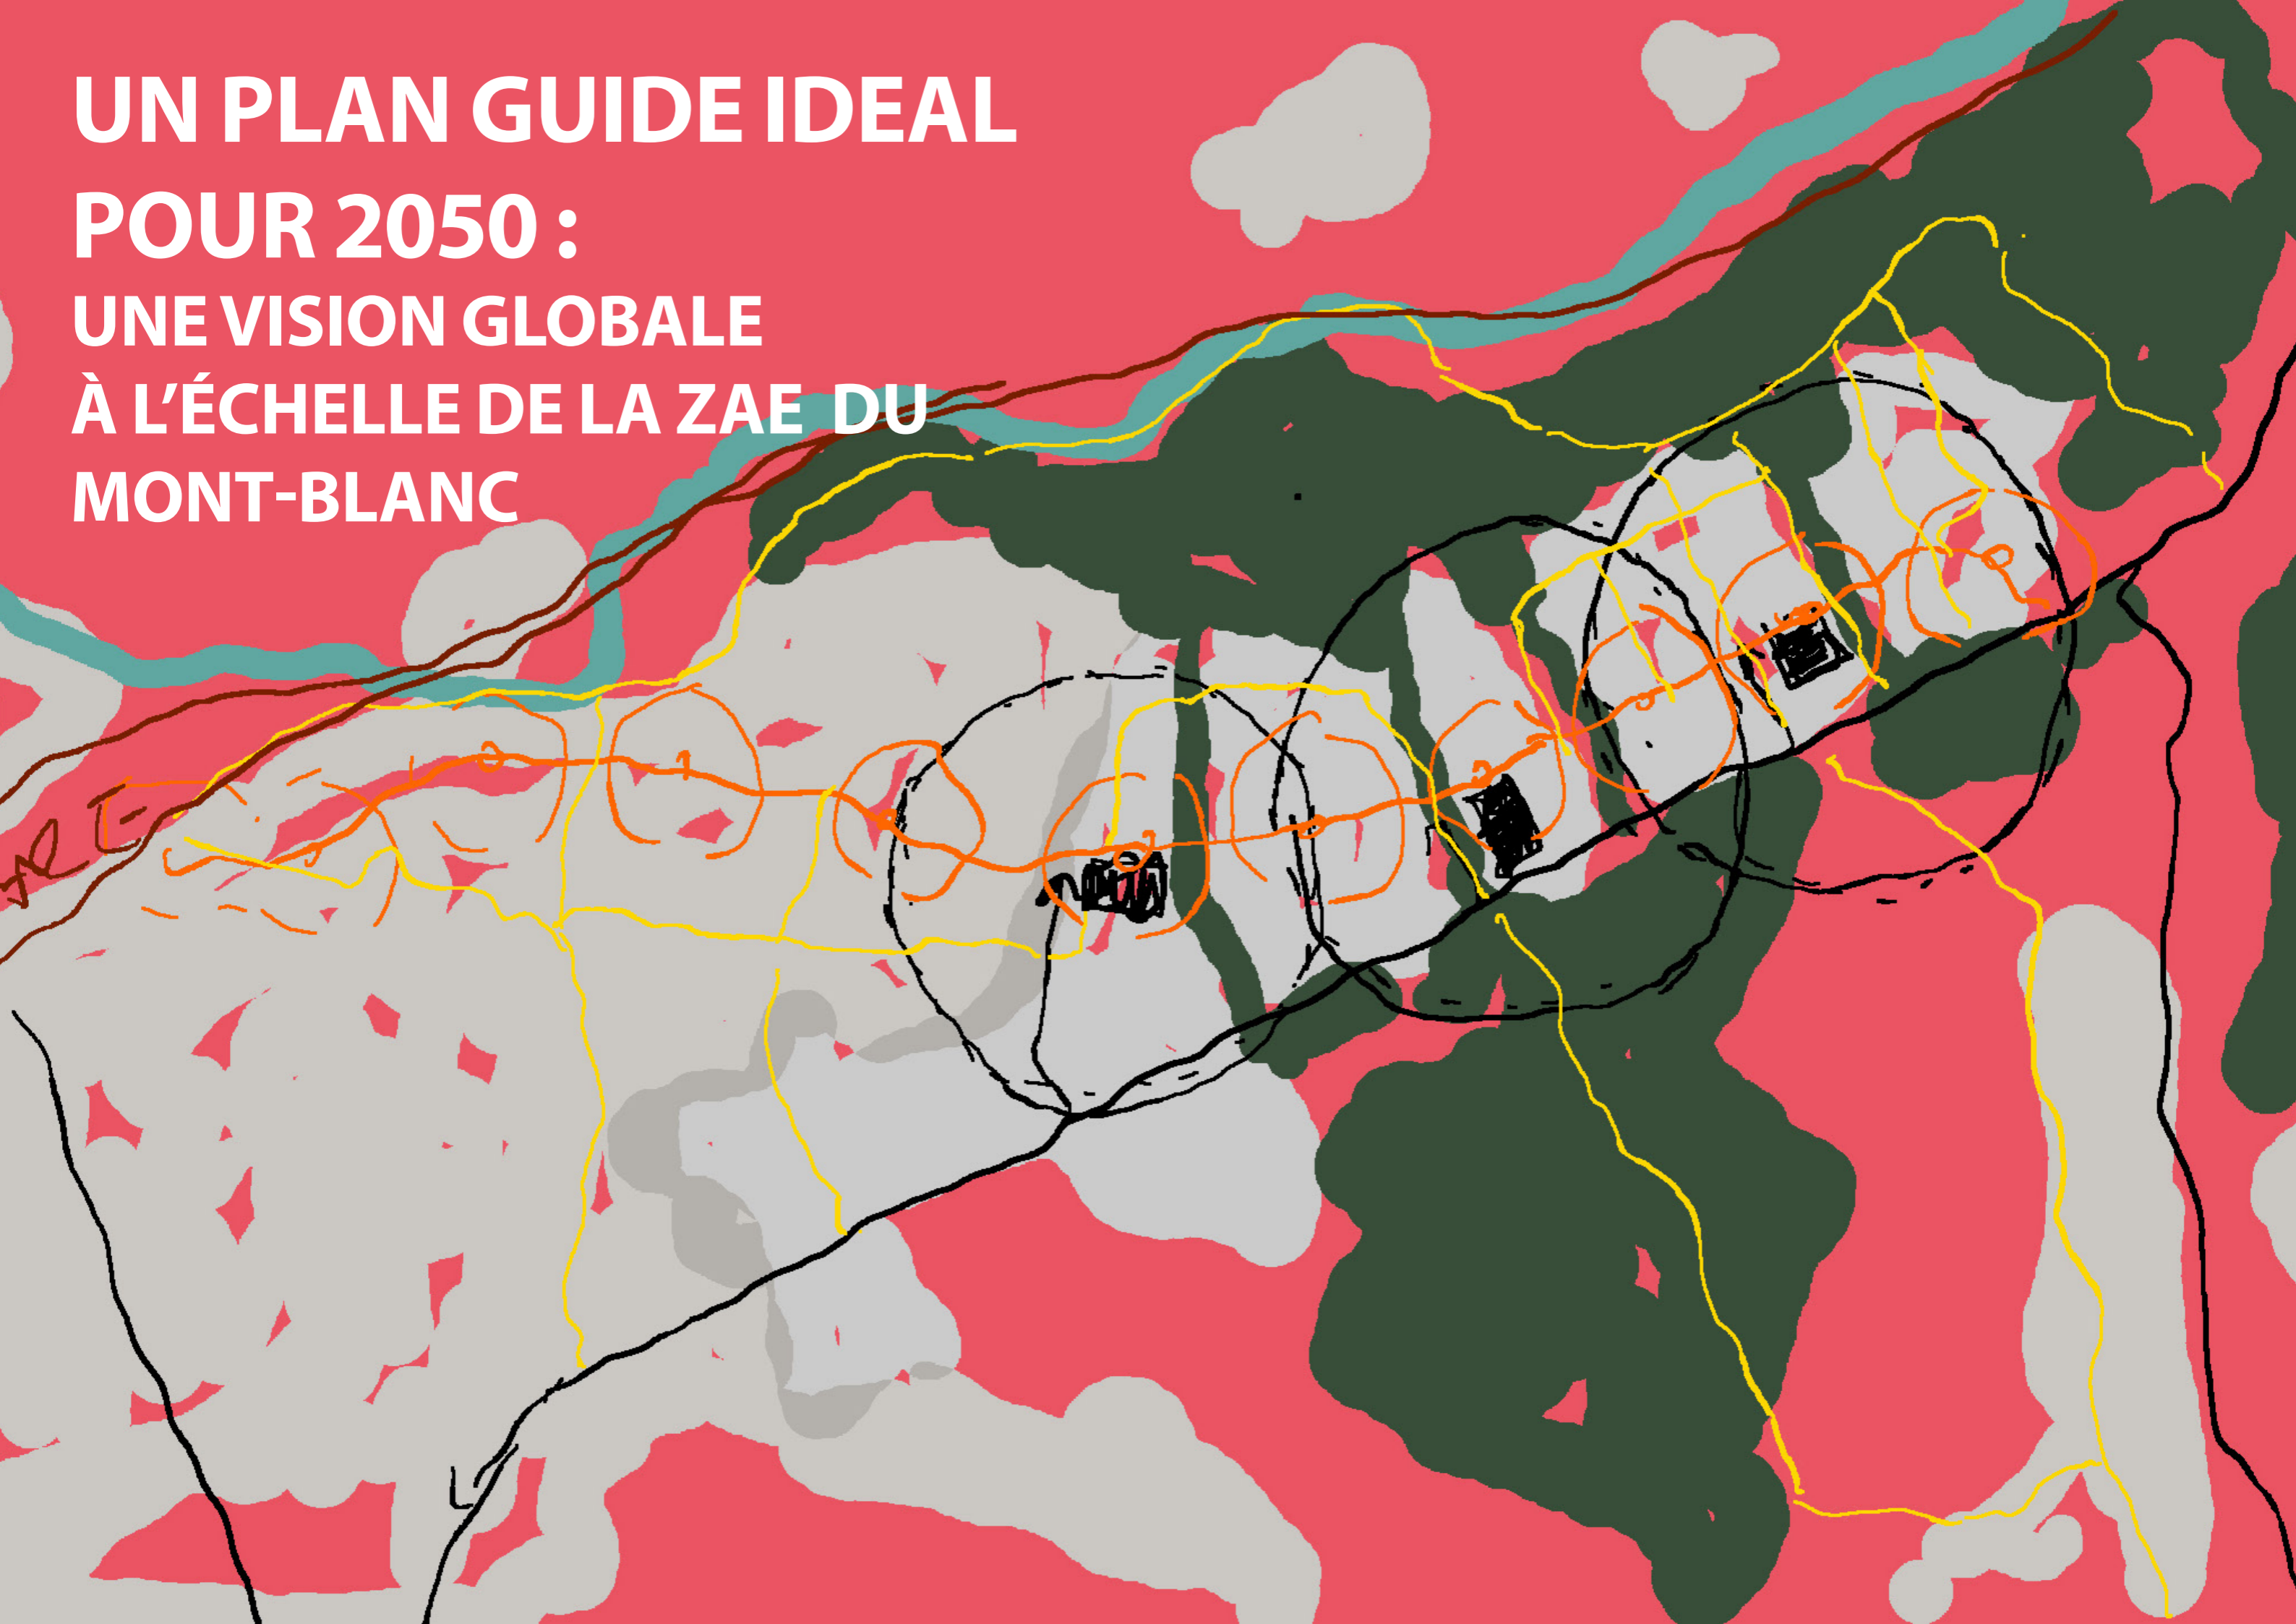 UN PLAN GUIDE IDEAL
POUR 2050 :
UNE VISION GLOBALE
À L'ÉCHELLE DE LA ZAE DU
MONT-BLANC